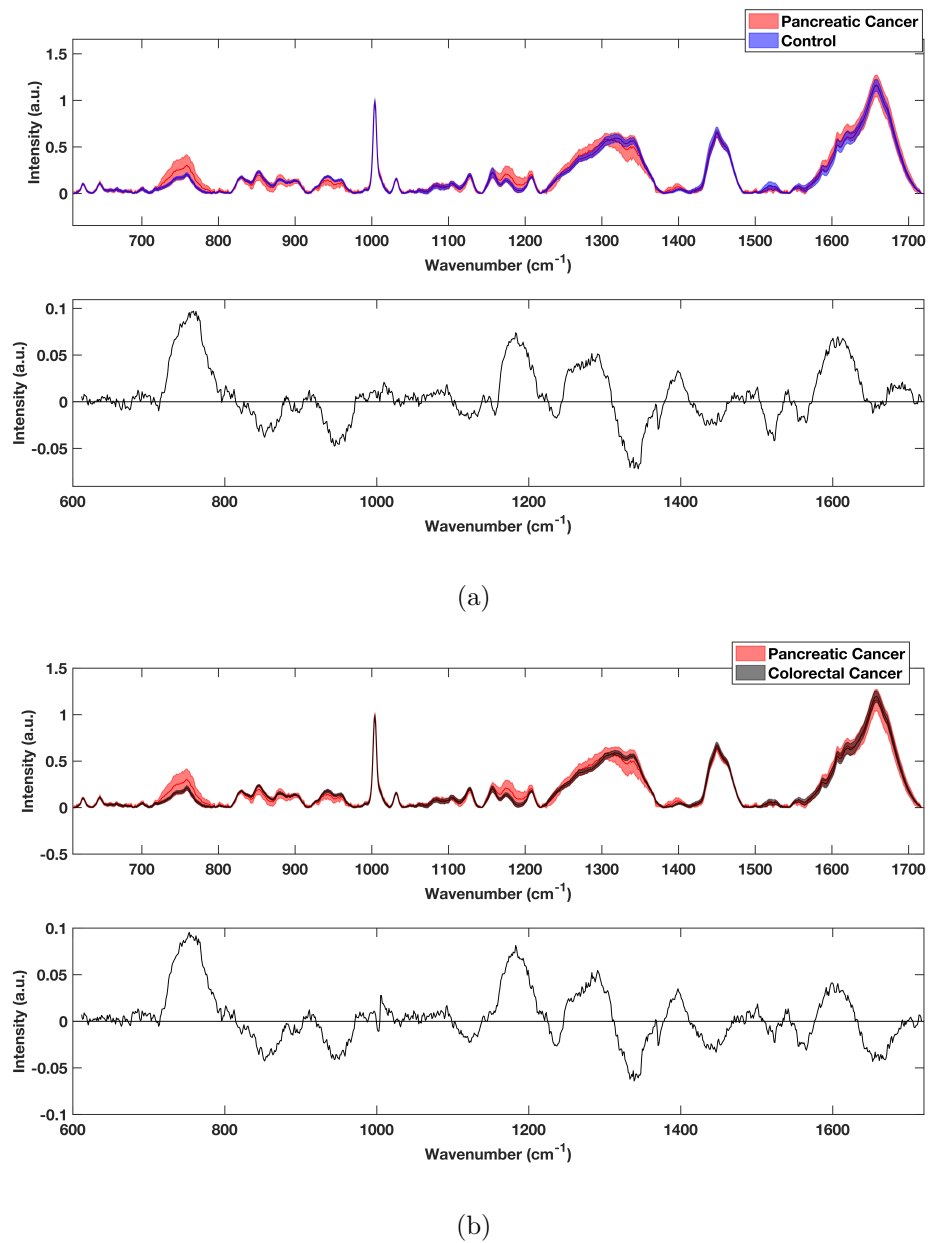 Pancreatic Cancer
Control
1.5
1
0.5
0
Intensity (a.u.)
700 800 900 1000 1100 1200 1300 1400 1500 1600 1700
Wavenumber (cm-1)
0.1
0.05
0
-0.05
Intensity (a.u.)
600 800 1000 1200 1400 1600
Wavenumber (cm-1)
(a)
Pancreatic Cancer
Colorectal Cancer
1.5
1
0.5
0
-0.5
Intensity (a.u.)
700 800 900 1000 1100 1200 1300 1400 1500 1600 1700
Wavenumber (cm-1)
0.1
0.05
0
-0.05
-0.1
Intensity (a.u.)
600 800 1000 1200 1400 1600
Wavenumber (cm-1)
(b)